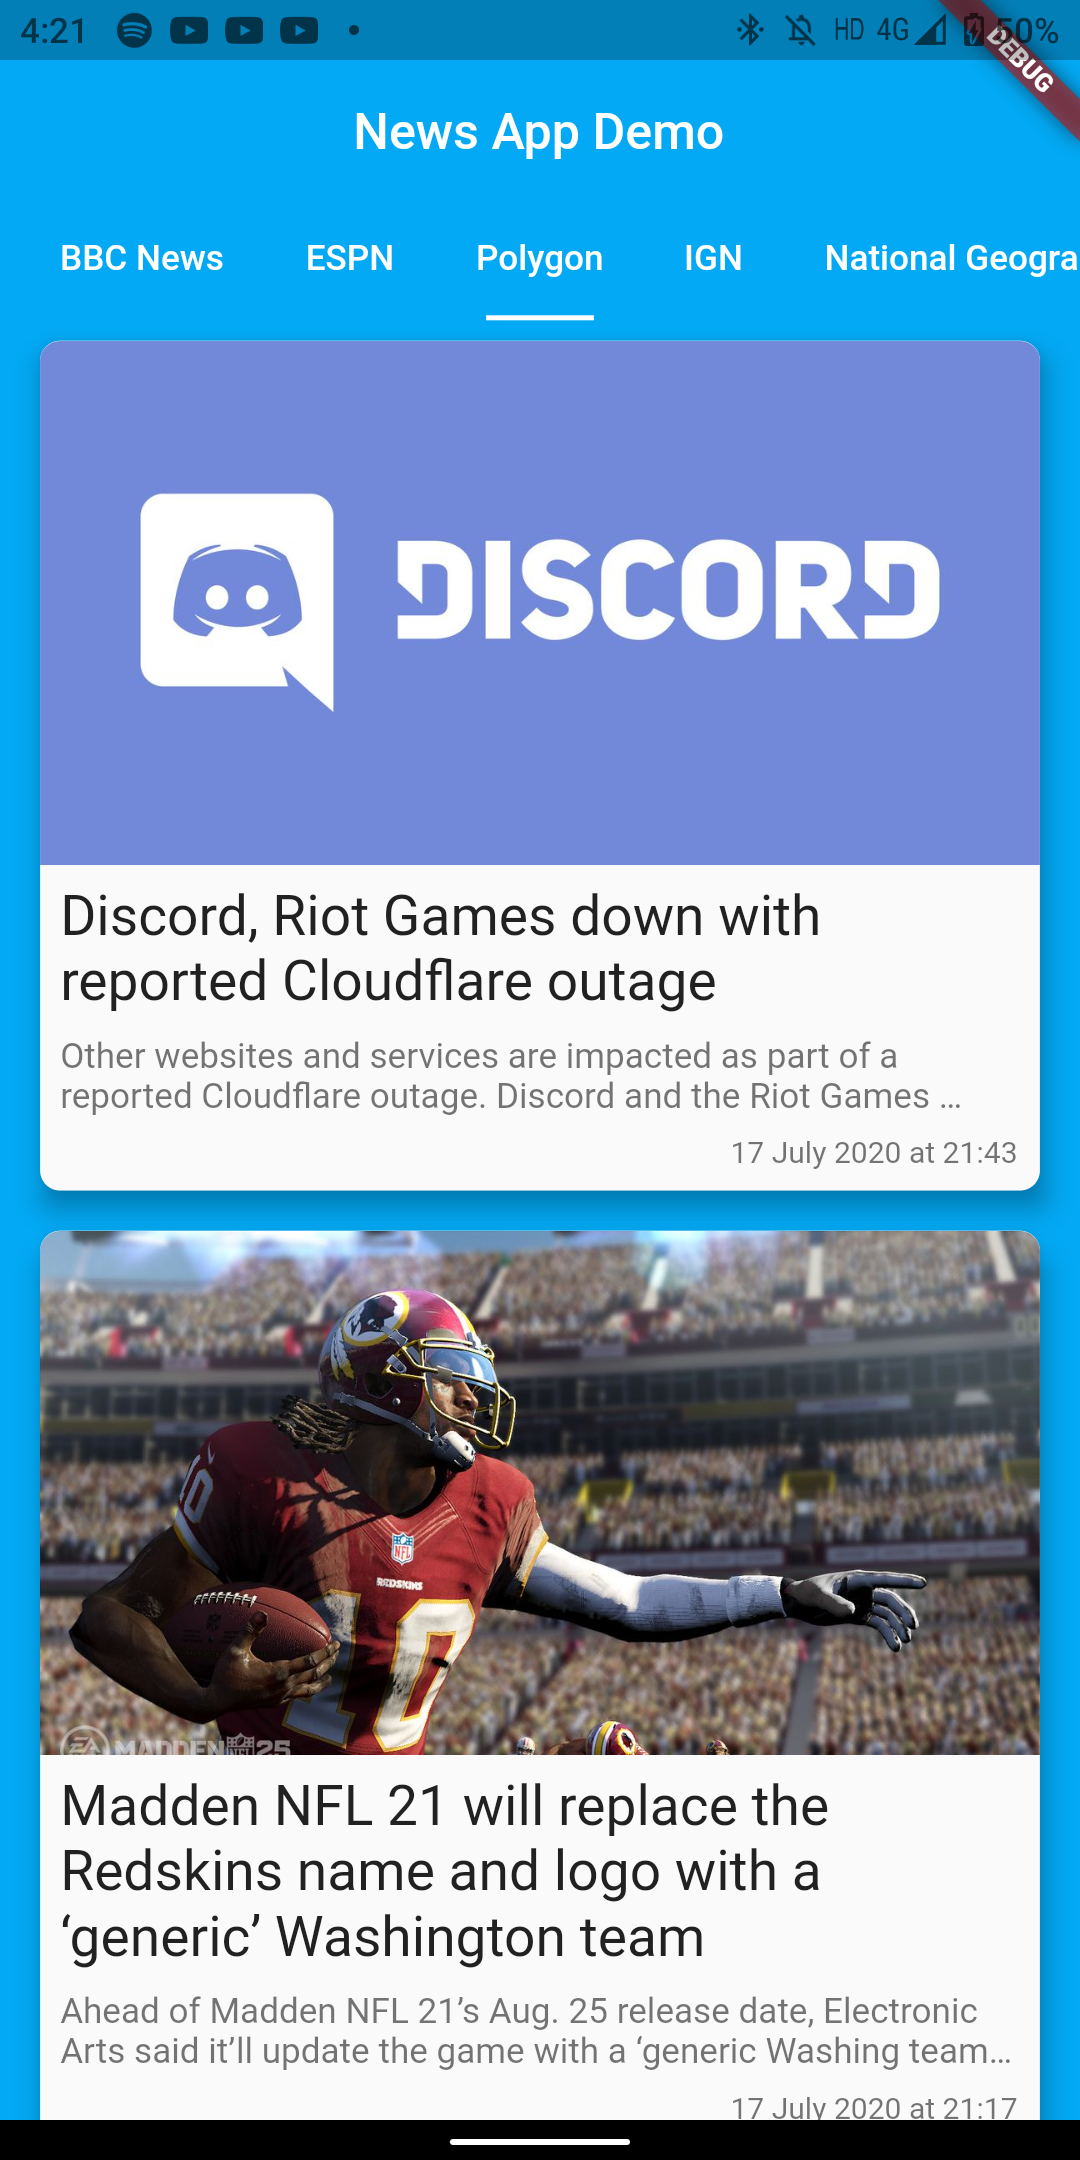 4:21 HD 4G 50%
DEBUG
News App Demo
BBC News ESPN Polygon IGN National Geogra
DISCORD
Discord, Riot Games down with
reported Cloudflare outage
Other websites and services are impacted as part of a
reported Cloudflare outage. Discord and the Riot Games …
17 July 2020 at 21:43
10
NFL
REDSKINS
10
EA MADDEN NFL 25
Madden NFL 21 will replace the
Redskins name and logo with a
‘generic’ Washington team
Ahead of Madden NFL 21’s Aug. 25 release date, Electronic
Arts said it’ll update the game with a ‘generic Washing team…
17 July 2020 at 21:17